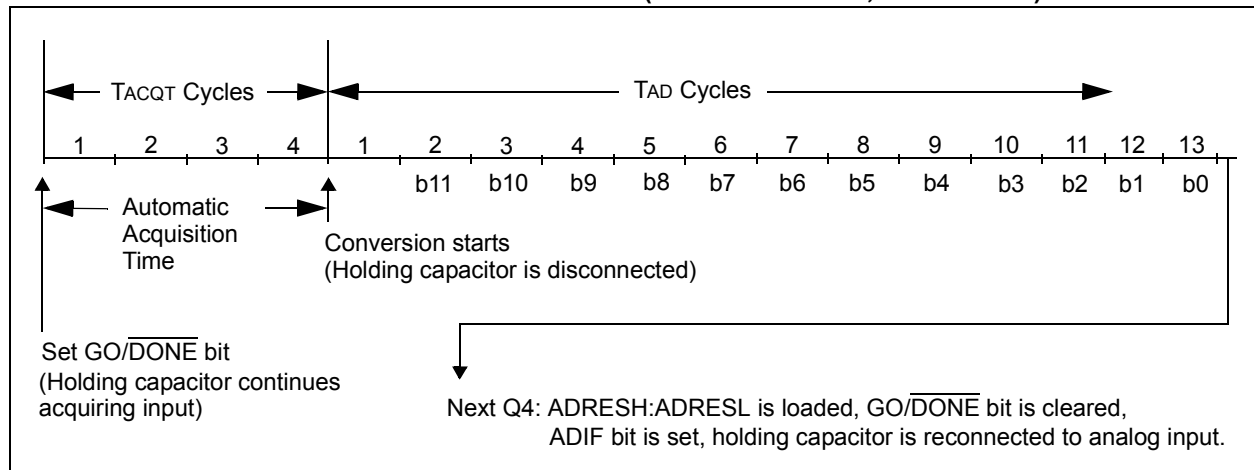 TACQT Cycles TAD Cycles
1 2 3 4 1 2 3 4 5 6 7 8 9 10 11 12 13
b11 b10 b9 b8 b7 b6 b5 b4 b3 b2 b1 b0
Automatic
Acquisition
Time
Conversion starts
(Holding capacitor is disconnected)
Set GO/DONE bit
(Holding capacitor continues
acquiring input)
Next Q4: ADRESH:ADRESL is loaded, GO/DONE bit is cleared,
ADIF bit is set, holding capacitor is reconnected to analog input.